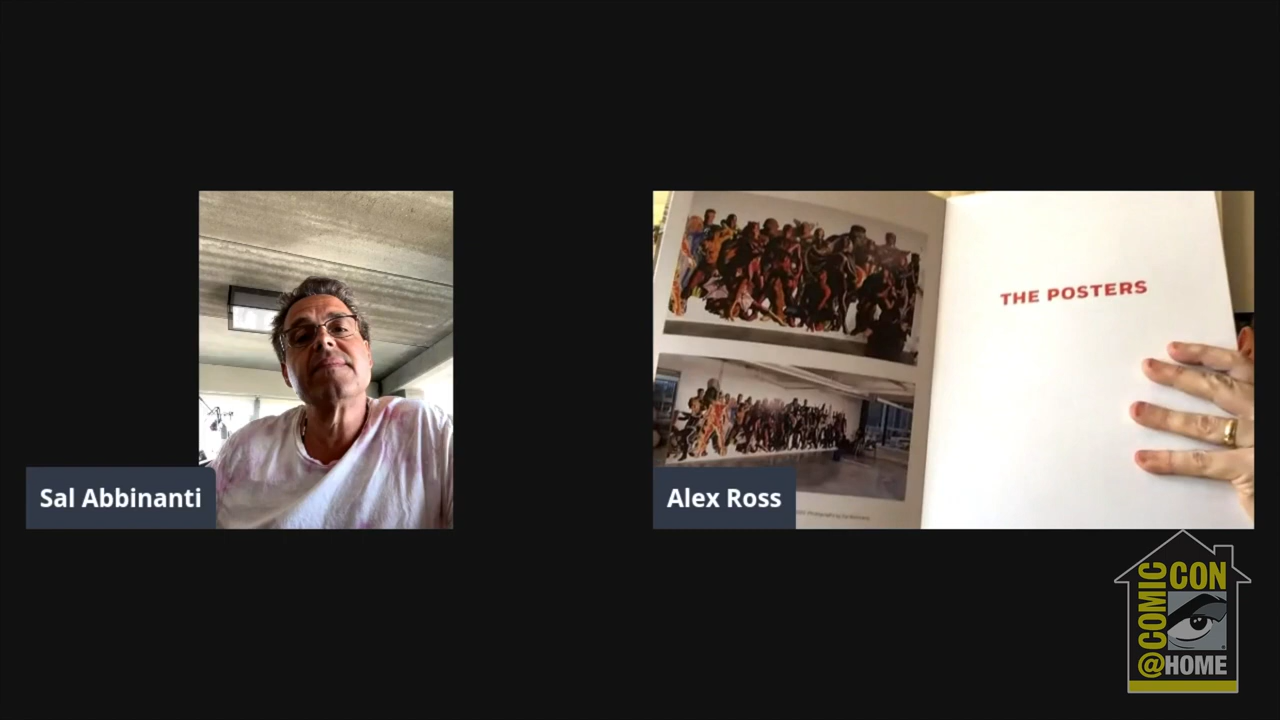 THE POSTERS
Sal Abbinanti
Alex Ross
COMIC
CON
@HOME